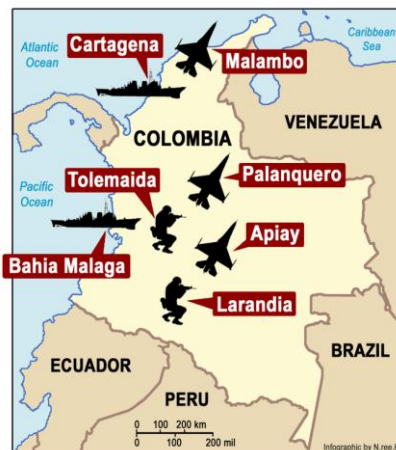 Atlantic
Ocean
Cartagena
Caribbean
Sea
Malambo
COLOMBIA
VENEZUELA
Pacific
Ocean
Tolemaida
Palanquero
Apiay
Bahia Malaga
Larandia
ECUADOR
BRAZIL
PERU
0 100 200 km
0 100 200 mil
Infographic by N.ree.l